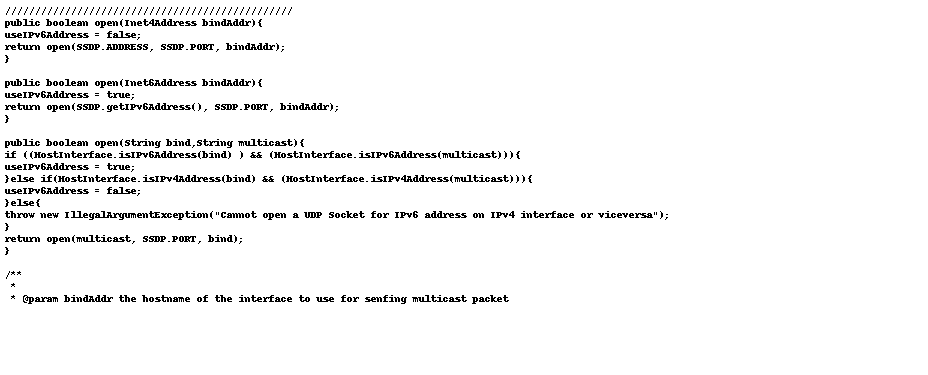 ////////////////////////////////////////////////
public boolean open(Inet4Address bindAddr){
useIPv6Address = false;
return open(SSDP.ADDRESS, SSDP.PORT, bindAddr);
}

public boolean open(Inet6Address bindAddr){
useIPv6Address = true;
return open(SSDP.getIPv6Address(), SSDP.PORT, bindAddr);
}

public boolean open(String bind,String multicast){
if ((HostInterface.isIPv6Address(bind) ) && (HostInterface.isIPv6Address(multicast))){
useIPv6Address = true;
}else if(HostInterface.isIPv4Address(bind) && (HostInterface.isIPv4Address(multicast))){
useIPv6Address = false;
}else{
throw new IllegalArgumentException("Cannot open a UDP Socket for IPv6 address on IPv4 interface or viceversa");
}
return open(multicast, SSDP.PORT, bind);
}

/**
 *
 * @param bindAddr the hostname of the interface to use for senfing multicast packet